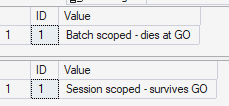 ID Value
1 1 Batch scoped - dies at GO
ID Value
1 1 Session scoped - survives GO